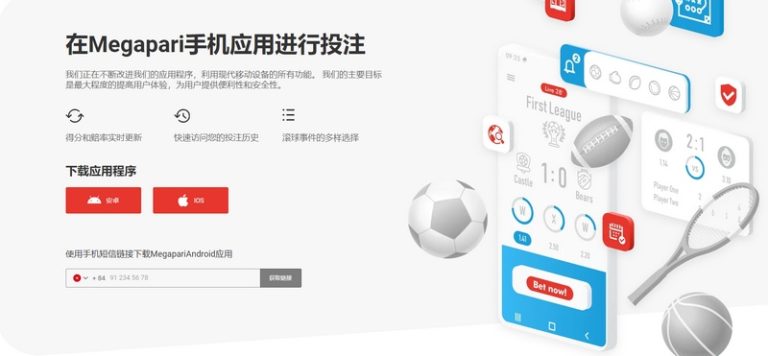 在Megapari手机应用进行投注
我们正在不断改进我们的应用程序，利用现代移动设备的所有功能。 我们的主要目标
是最大程度的提高用户体验，为用户提供便利性和安全性。
得分和赔率实时更新
快速访问您的投注历史
滚球事件的多样选择
下载应用程序
安卓
IOS
使用手机短信链接下载MegapariAndroid应用
+ 84 91 234 56 78
获取链接
09:35
2
Live 28'
First League
1:0
Castle
Bears
W
X
W
1.41
2.50
2.20
Bet now!
2:1
1.14
VS
3.10
Player One
2
Player Two